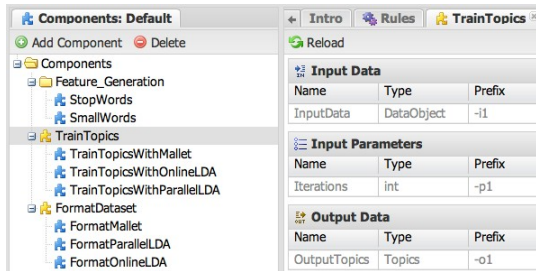 Components: Default
Add Component Delete
Components
Feature_Generation
StopWords
SmallWords
TrainTopics
TrainTopicsWithMallet
TrainTopicsWithOnlineLDA
TrainTopicsWithParallelLDA
FormatDataset
FormatMallet
FormatParallelLDA
FormatOnlineLDA
Intro Rules TrainTopics
Reload
Input Data
Name Type Prefix
InputData DataObject -i1
Input Parameters
Name Type Prefix
Iterations int -p1
Output Data
Name Type Prefix
OutputTopics Topics -o1